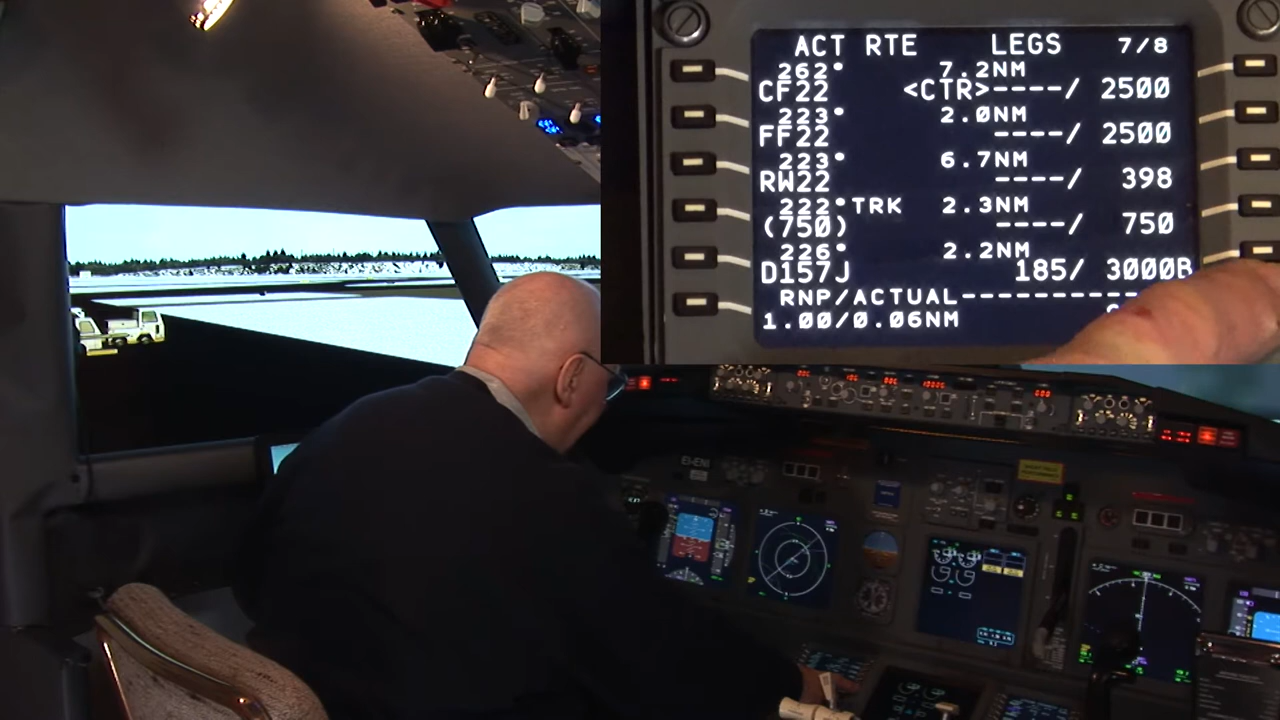 ACT RTE LEGS 7/8
262° 7.2NM
CF22 <CTR>----/ 2500
223° 2.0NM
FF22 ----/ 2500
223° 6.7NM
RW22 ----/ 398
222°TRK 2.3NM
(750) ----/ 750
226° 2.2NM
D157J 185/ 3000B
RNP/ACTUAL-----------
1.00/0.06NM
EI-ENI